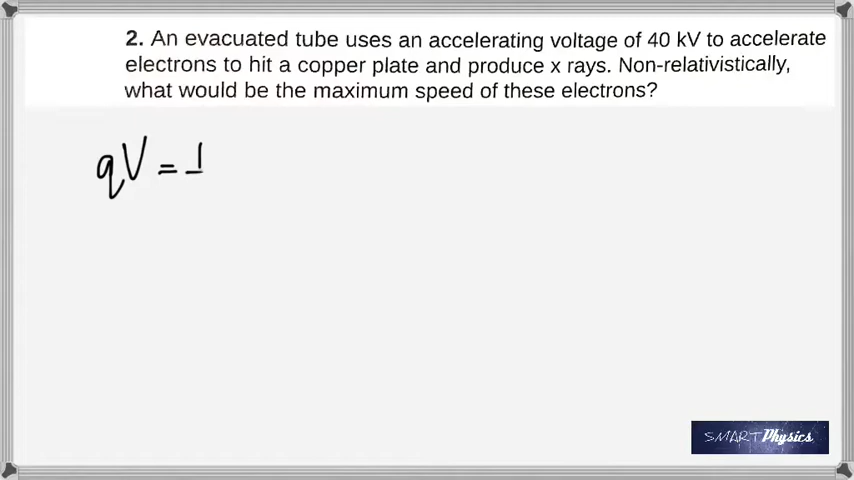 2. An evacuated tube uses an accelerating voltage of 40 kV to accelerate
electrons to hit a copper plate and produce x rays. Non-relativistically,
what would be the maximum speed of these electrons?
qV = 1
SMARTPhysics